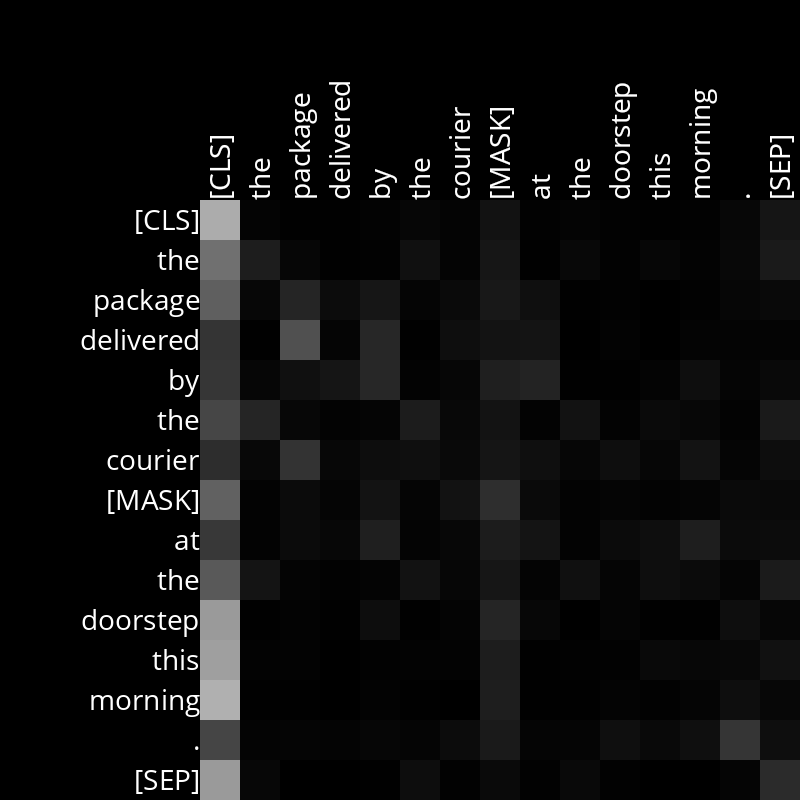 [CLS] the package delivered by the courier [MASK] at the doorstep this morning . [SEP]
[CLS]
the
package
delivered
by
the
courier
[MASK]
at
the
doorstep
this
morning
.
[SEP]